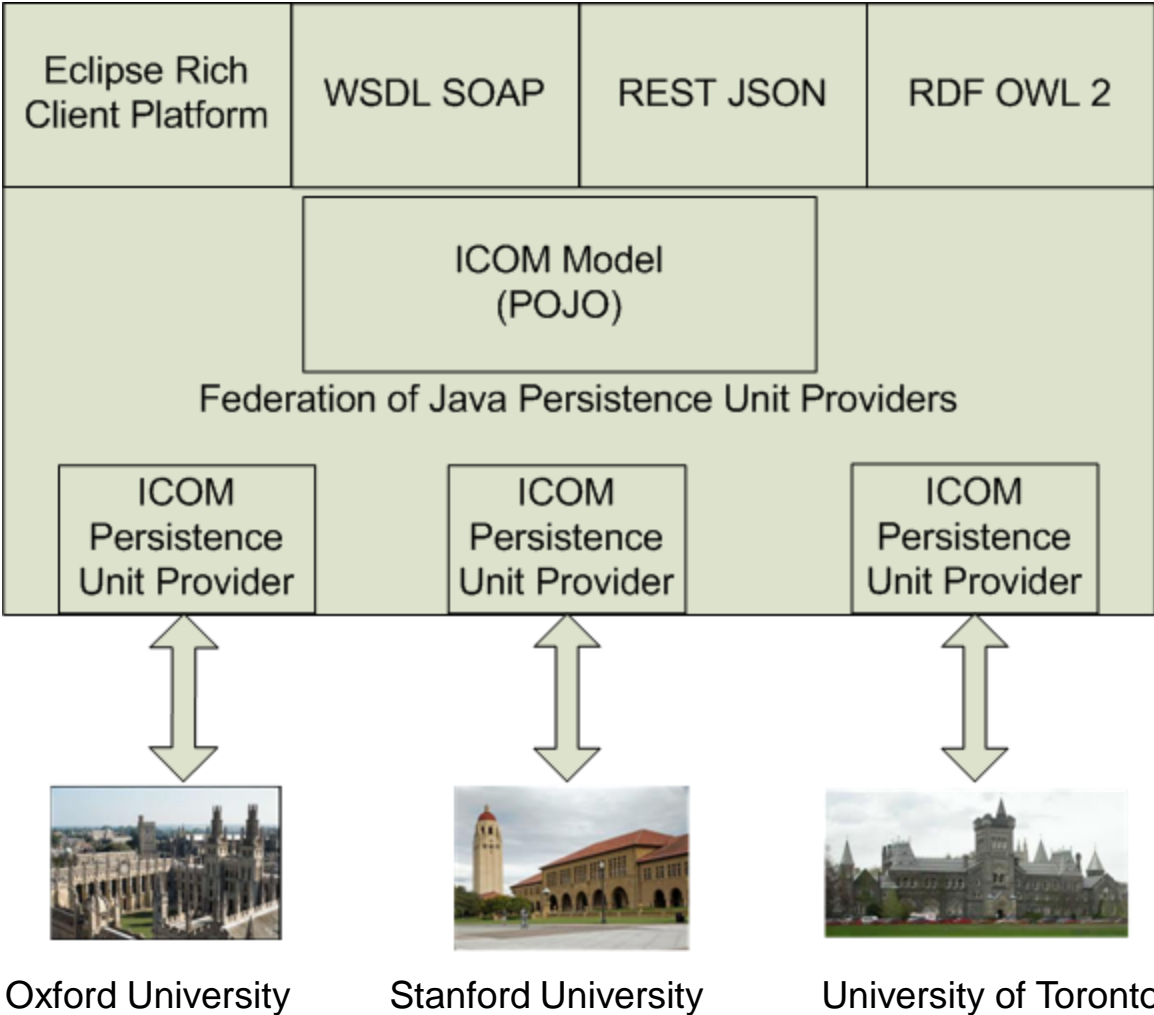 Eclipse Rich
Client Platform
WSDL SOAP
REST JSON
RDF OWL 2
ICOM Model
(POJO)
Federation of Java Persistence Unit Providers
ICOM
Persistence
Unit Provider
ICOM
Persistence
Unit Provider
ICOM
Persistence
Unit Provider
Oxford University
Stanford University
University of Toronto